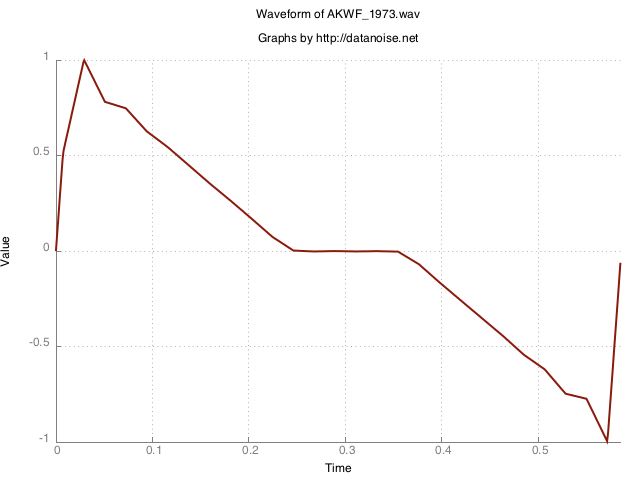 Waveform of AKWF_1973.wav
Graphs by http://datanoise.net
1
0.5
0
-0.5
-1
Value
0 0.1 0.2 0.3 0.4 0.5
Time